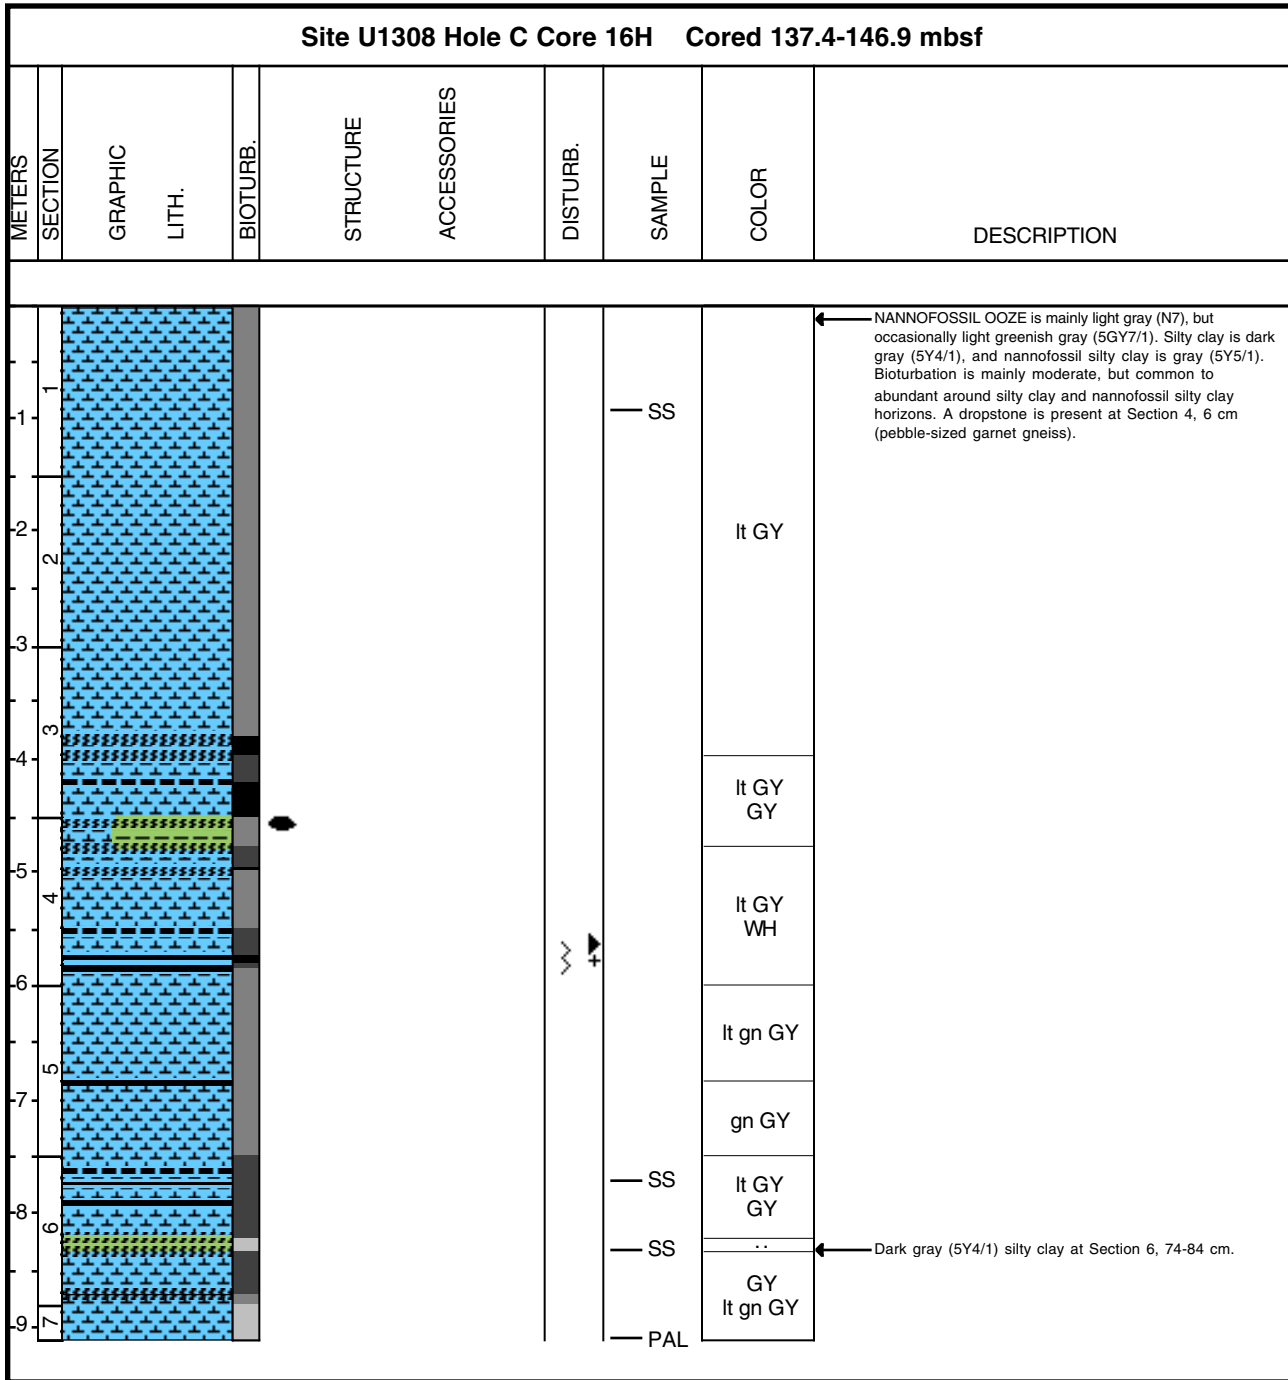 Site U1308 Hole C Core 16H Cored 137.4-146.9 mbsf
METERS
SECTION
GRAPHIC
LITH.
BIOTURB.
STRUCTURE
ACCESSORIES
DISTURB.
SAMPLE
COLOR
DESCRIPTION
NANNOFOSSIL OOZE is mainly light gray (N7), but
occasionally light greenish gray (5GY7/1). Silty clay is dark
gray (5Y4/1), and nannofossil silty clay is gray (5Y5/1).
Bioturbation is mainly moderate, but common to
abundant around silty clay and nannofossil silty clay
horizons. A dropstone is present at Section 4, 6 cm
(pebble-sized garnet gneiss).
1
1
SS
2
2
lt GY
3
3
4
lt GY
GY
5
4
lt GY
WH
6
lt gn GY
5
7
gn GY
SS
lt GY
GY
8
6
SS
Dark gray (5Y4/1) silty clay at Section 6, 74-84 cm.
GY
lt gn GY
9
7
PAL